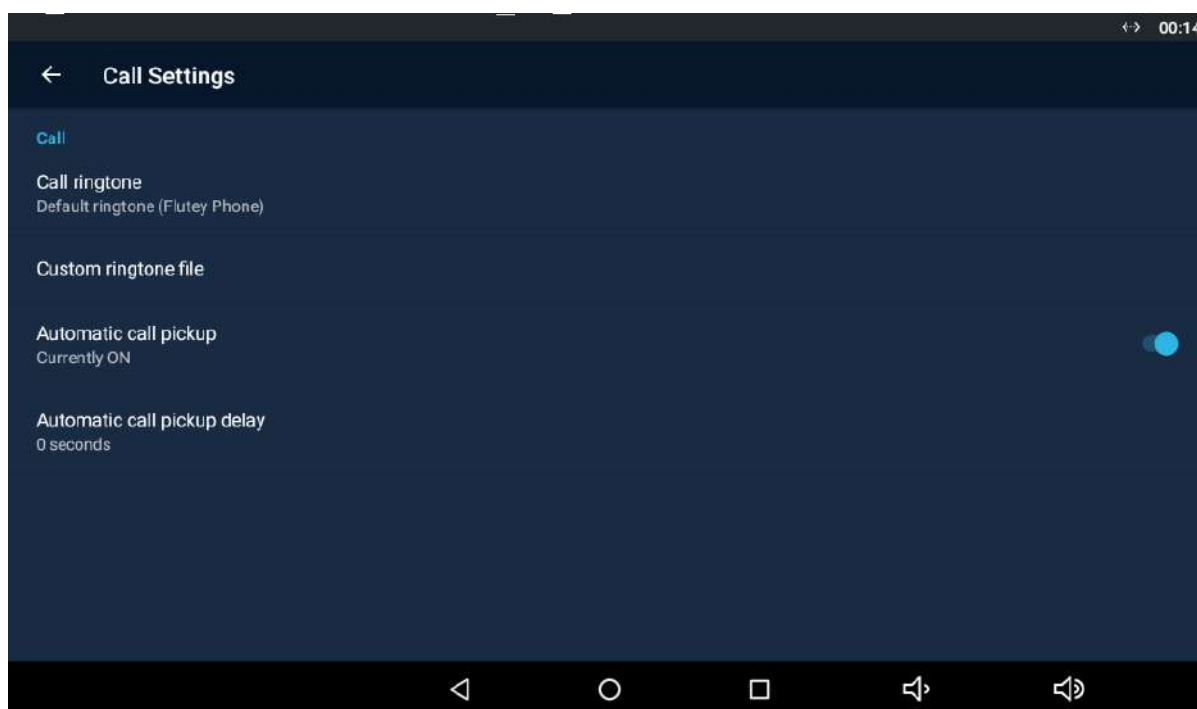 00:14
Call Settings
Call
Call ringtone
Default ringtone (Flutey Phone)
Custom ringtone file
Automatic call pickup
Currently ON
Automatic call pickup delay
0 seconds